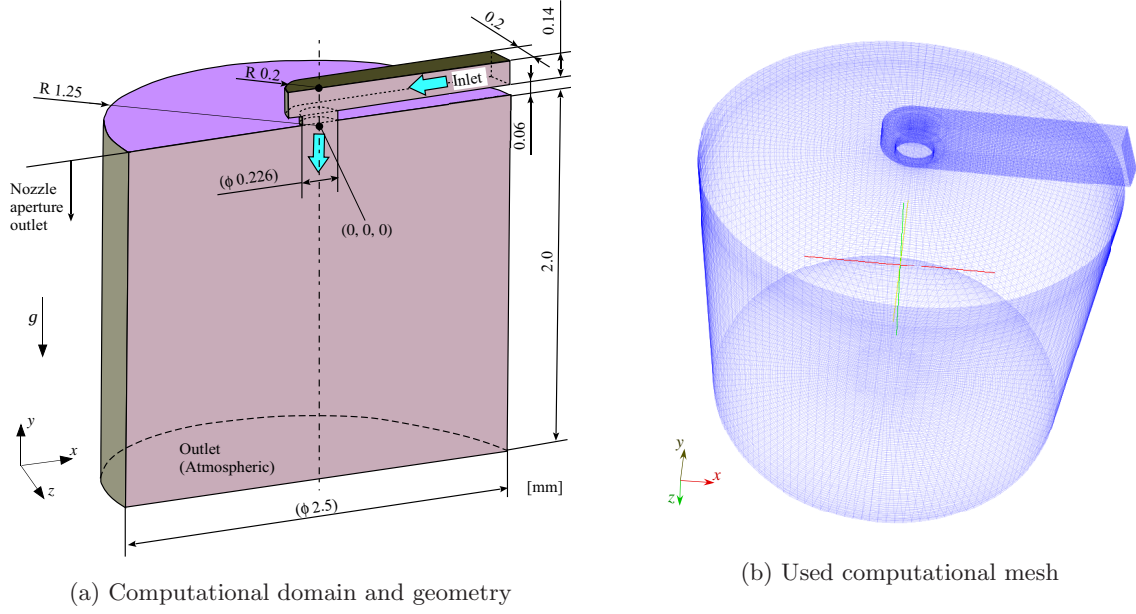 0.2
0.14
R 0.2
Inlet
R 1.25
0.06
Nozzle
aperture
outlet
(ϕ 0.226)
(0, 0, 0)
2.0
g
y
x
z
Outlet
(Atmospheric)
[mm]
(ϕ 2.5)
y
x
z
(a) Computational domain and geometry
(b) Used computational mesh